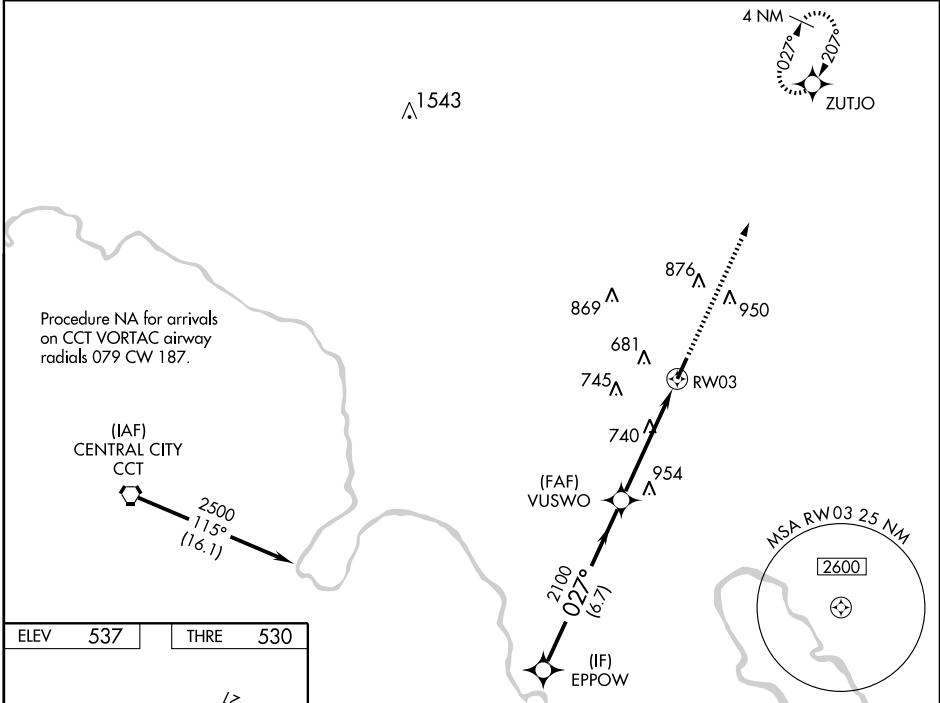 4 NM
027°
207°
ZUTJO
1543
876
950
869
681
745
RW03
740
Procedure NA for arrivals
on CCT VORTAC airway
radials 079 CW 187.
(IAF)
CENTRAL CITY
CCT
2500
115°
(16.1)
(FAF)
VUSWO
954
2100
027°
(6.7)
(IF)
EPPOW
MSA RW03 25 NM
2600
ELEV 537
THRE 530